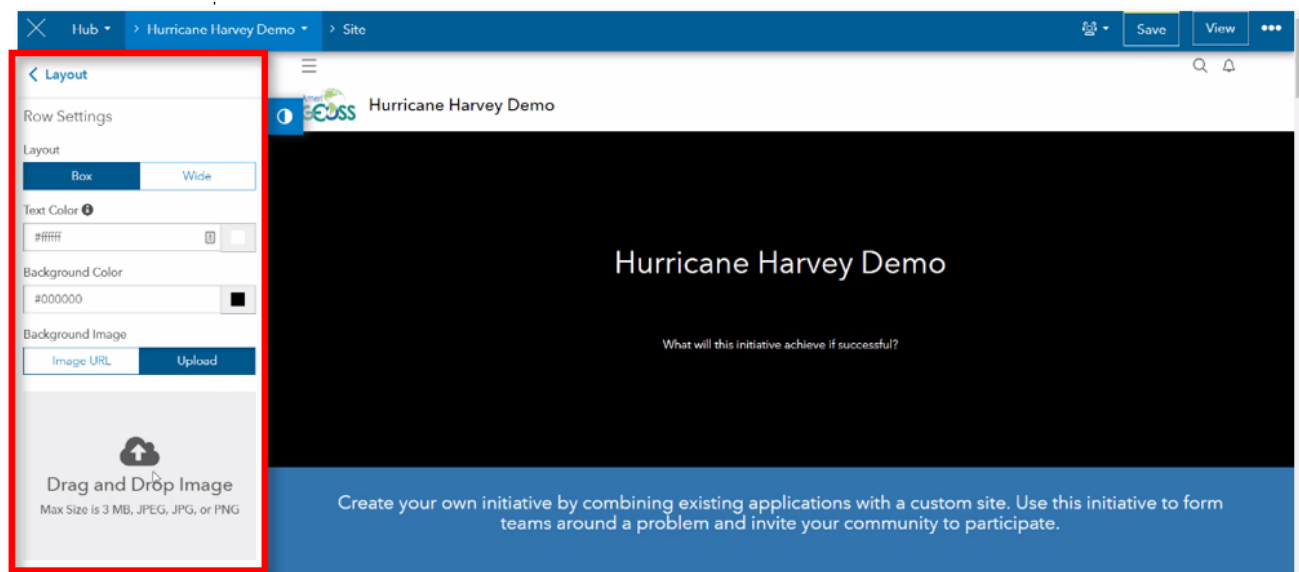 Hub > Hurricane Harvey Demo > Site Save View
Layout
Row Settings
Layout
Box Wide
Text Color
#ffffff
Background Color
#000000
Background Image
Image URL Upload
Drag and Drop Image
Max Size is 3 MB, JPEG, JPG, or PNG
Ameri
GEOSS Hurricane Harvey Demo
Hurricane Harvey Demo
What will this initiative achieve if successful?
Create your own initiative by combining existing applications with a custom site. Use this initiative to form
teams around a problem and invite your community to participate.